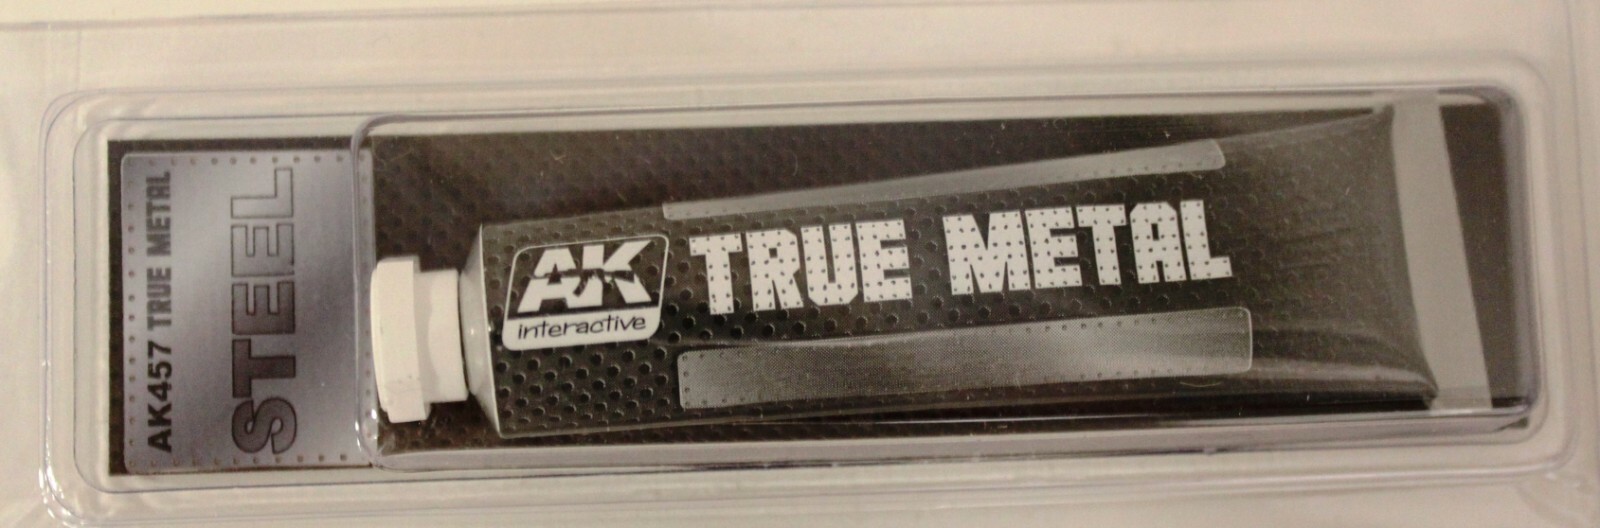 AK457 TRUE METAL
STEEL
AK
interactive
TRUE METAL